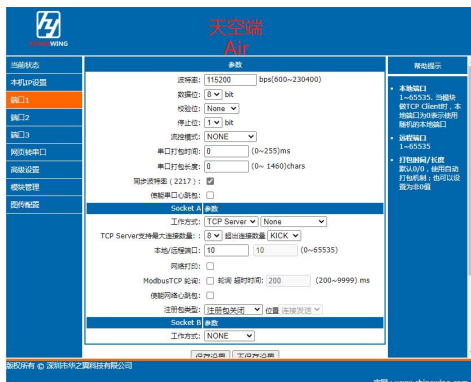 天空端
Air
WING
当前状态
本机IP设置
端口1
端口2
端口3
网页转串口
高级设置
模块管理
图传配置
参数
波特率: 115200 bps(600~230400)
数据位: 8 bit
校验位: None
停止位: 1 bit
流控模式: NONE
串口打包时间: 0 (0~255)ms
串口打包长度: 0 (0~ 1460)chars
同步波特率 ( 2217 ) :
使能串口心跳包:
Socket A 参数
工作方式: TCP Server None
TCP Server支持最大连接数量: : 8 超出连接数量 KICK
本地/远程端口: 10 10 (0~65535)
网络打印:
ModbusTCP 轮询: 轮询 超时时间: 200 (200~9999) ms
使能网络心跳包:
注册包类型: 注册包关闭 位置 连接发送
Socket B 参数
工作方式: NONE
保存设置 不保存设置
帮助提示
• 本地端口
1~65535. 当模块
做TCP Client时, 本
地端口为0表示使用
随机的本地端口
• 远程端口
1~65535
• 打包时间/长度
默认0/0 , 使用自动
打包机制 ; 也可以设
置为非0值
版权所有 © 深圳市华之翼科技有限公司